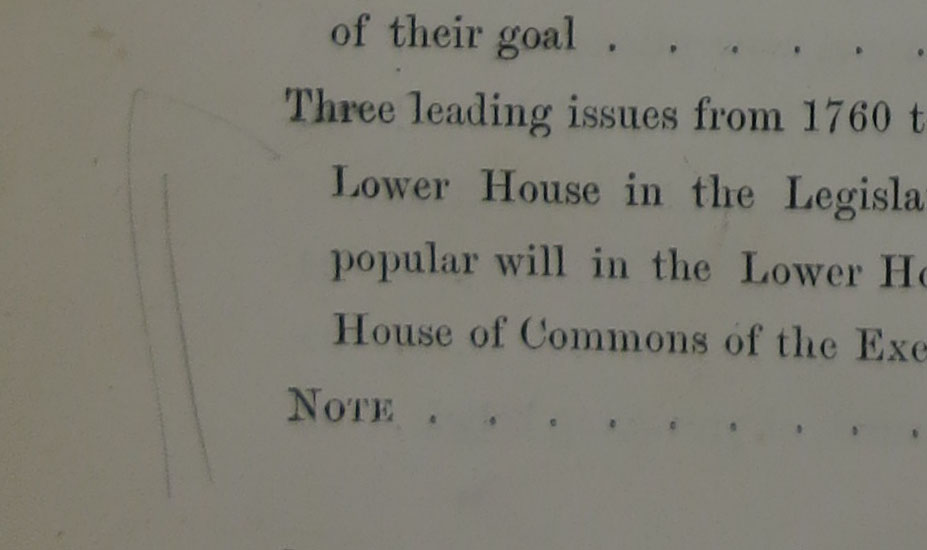 of their goal . . . . . .
Three leading issues from 1760 t
Lower House in the Legisla
popular will in the Lower Ho
House of Commons of the Exe
NOTE . . . . . . . . .